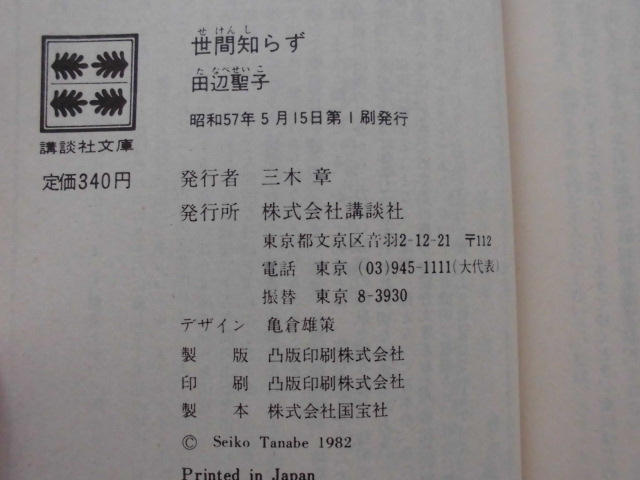 せけんし
世間知らず
たなべせいこ
田辺聖子
昭和57年5月15日第1刷発行
講談社文庫
定価340円
発行者 三木 章
発行所 株式会社講談社
東京都文京区音羽2-12-21 〒112
電話 東京 (03)945-1111(大代表)
振替 東京 8-3930
デザイン 亀倉雄策
製版 凸版印刷株式会社
印刷 凸版印刷株式会社
製本 株式会社国宝社
© Seiko Tanabe 1982
Printed in Japan